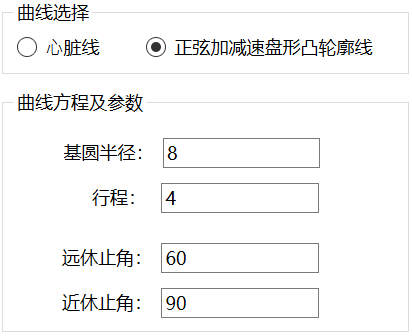 曲线选择
心脏线 正弦加减速盘形凸轮廓线
曲线方程及参数
基圆半径： 8
行程： 4
远休止角： 60
近休止角： 90